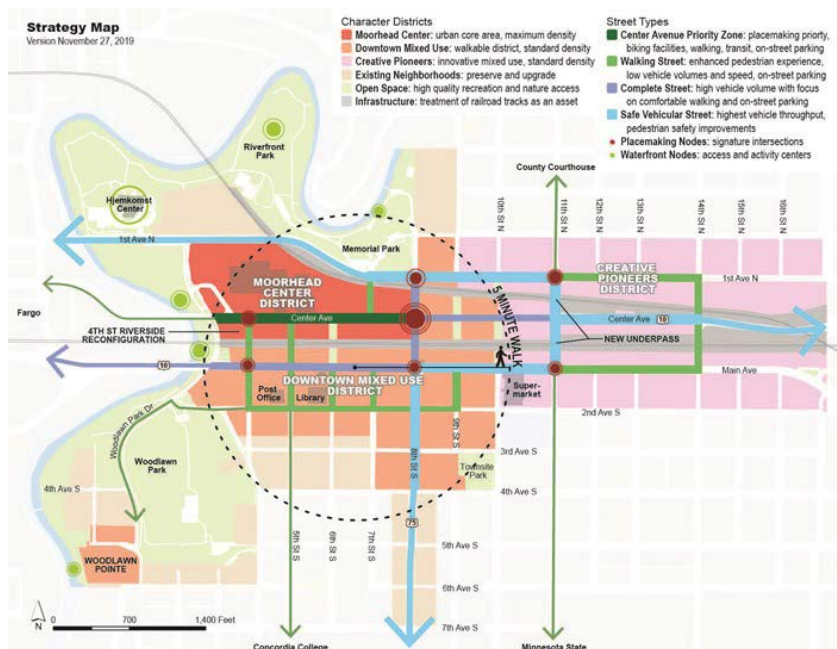 Strategy Map
Version November 27, 2019
Character Districts
Moorhead Center: urban core area, maximum density
Downtown Mixed Use: walkable district, standard density
Creative Pioneers: innovative mixed use, standard density
Existing Neighborhoods: preserve and upgrade
Open Space: high quality recreation and nature access
Infrastructure: treatment of railroad tracks as an asset
Street Types
Center Avenue Priority Zone: placemaking priorty,
biking facilities, walking, transit, on-street parking
Walking Street: enhanced pedestrian experience,
low vehicle volumes and speed, on-street parking
Complete Street: high vehicle volume with focus
on comfortable walking and on-street parking
Safe Vehicular Street: highest vehicle throughput,
pedestrian safety improvements
Placemaking Nodes: signature intersections
Waterfront Nodes: access and activity centers
Riverfront
Park
County Courthouse
Hjemkomst
Center
10th St N
11th St N
12th St N
13th St N
14th St N
15th St N
16th St N
1st Ave N
Memorial Park
MOORHEAD
CENTER
DISTRICT
CREATIVE
PIONEERS
DISTRICT
1st Ave N
Fargo
Center Ave
5 MINUTE WALK
Center Ave
10
4TH ST RIVERSIDE
RECONFIGURATION
NEW UNDERPASS
10
Main Ave
DOWNTOWN MIXED USE
DISTRICT
Post
Office
Library
Super-
market
2nd Ave S
Woodlawn Park Dr
Woodlawn
Park
8th St S
9th St S
3rd Ave S
Townsite
Park
4th Ave S
4th Ave S
75
5th St S
6th St S
7th St S
5th Ave S
WOODLAWN
POINTE
6th Ave S
7th Ave S
N
0
700
1,400 Feet
Concordia College
Minnesota State